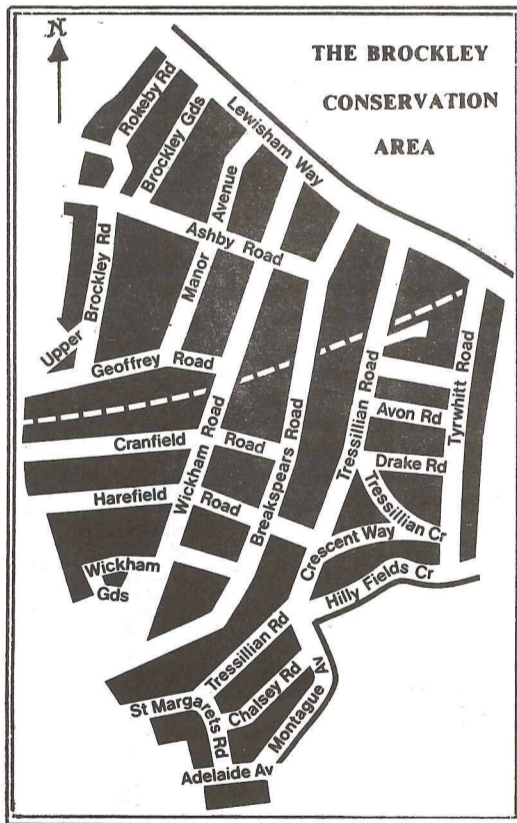 N
THE BROCKLEY
CONSERVATION
AREA
Rokeby Rd
Brockley Gds
Lewisham Way
Manor Avenue
Ashby Road
Upper Brockley Rd
Geoffrey Road
Tressillian Road
Tyrwhitt Road
Avon Rd
Cranfield Road
Wickham Road
Breakspears Road
Drake Rd
Harefield Road
Tressillian Cr
Crescent Way
Wickham
Gds
Hilly Fields Cr
Tressillian Rd
St Margarets Rd
Chalsey Rd
Montague Av
Adelaide Av